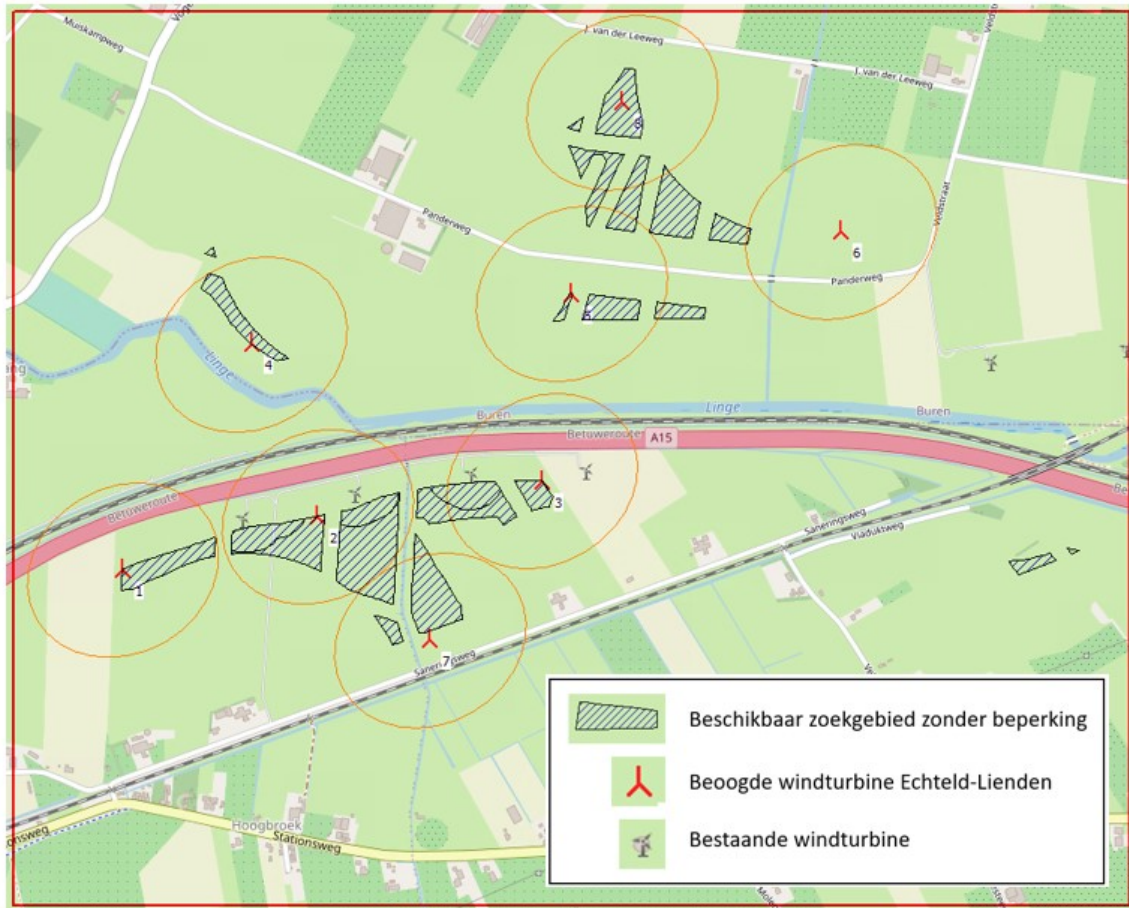 Muiskampweg
J. van der Leeweg
J. van der Leeweg
8
Panderweg
Veldstraat
6
Panderweg
5
4
Linge
Buren
Linge
Buren
Betuweroute
A15
Betuweroute
3
2
1
Saneringsweg
Viaduktweg
7
Hoogbroek
Stationsweg
Beschikbaar zoekgebied zonder beperking
Beoogde windturbine Echteld-Lienden
Bestaande windturbine